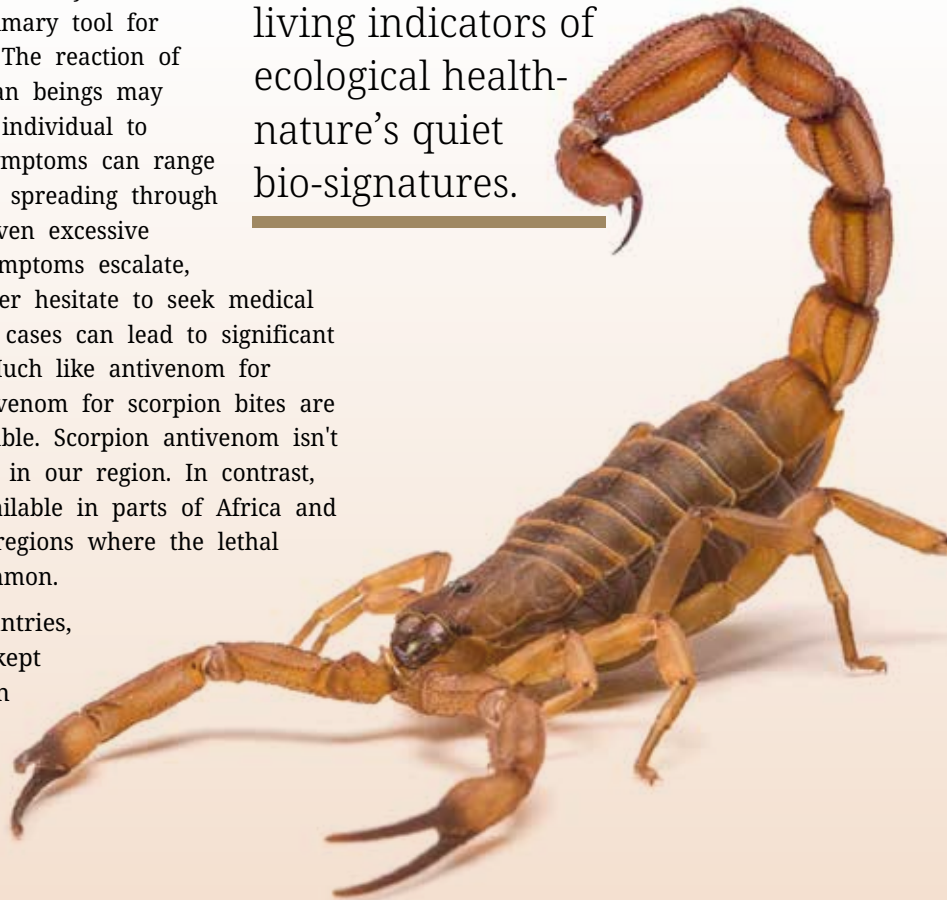 imary tool for
The reaction of
an beings may
individual to
mptoms can range
spreading through
ven excessive
mptoms escalate,
er hesitate to seek medical
cases can lead to significant
uch like antivenom for
venom for scorpion bites are
ble. Scorpion antivenom isn't
in our region. In contrast,
ailable in parts of Africa and
regions where the lethal
mmon.
ntries,
kept
n
living indicators of
ecological health-
nature’s quiet
bio-signatures.